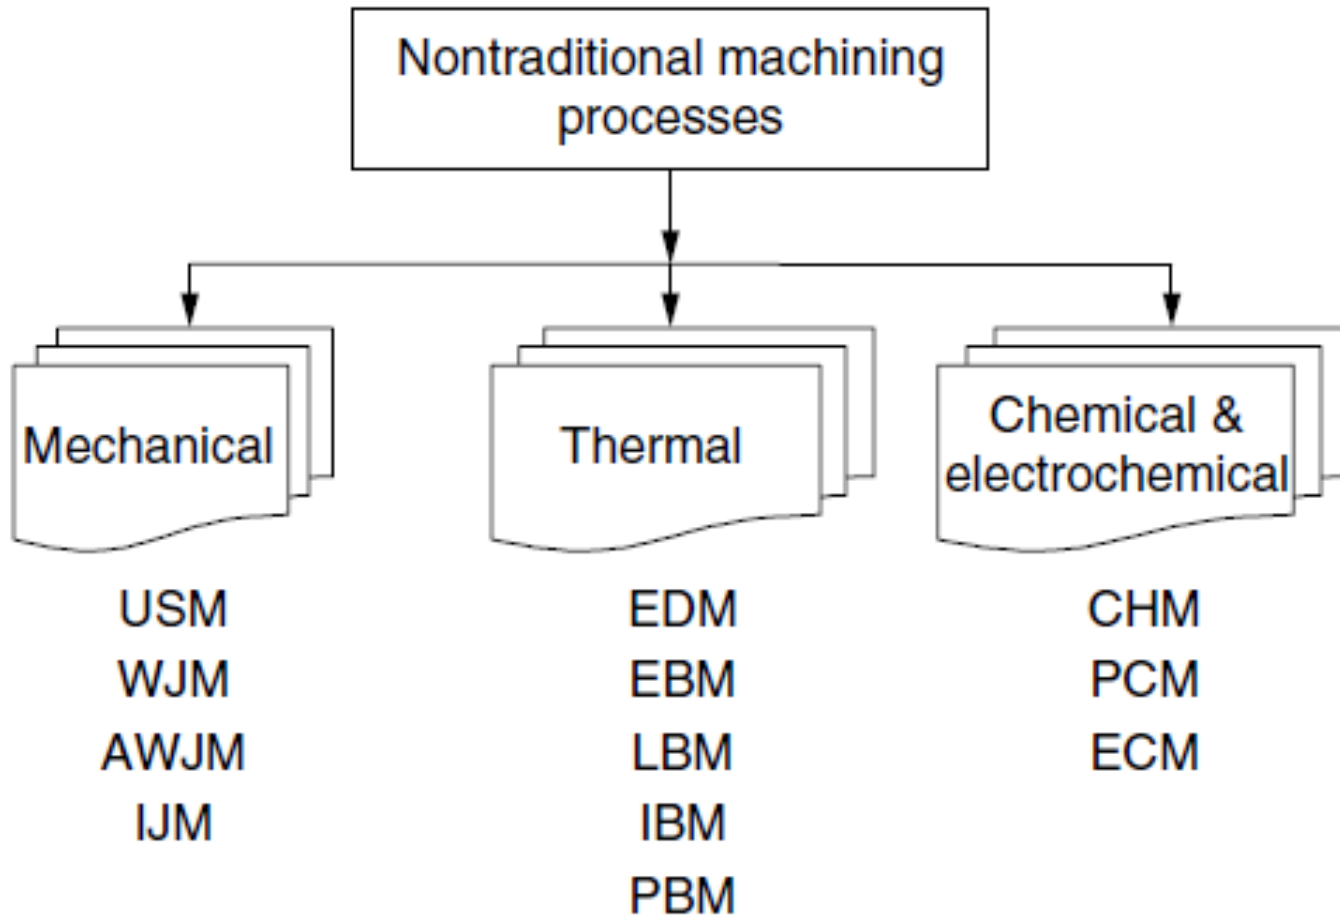 Nontraditional machining
processes
Mechanical
Thermal
Chemical &
electrochemical
USM
WJM
AWJM
IJM
EDM
EBM
LBM
IBM
PBM
CHM
PCM
ECM